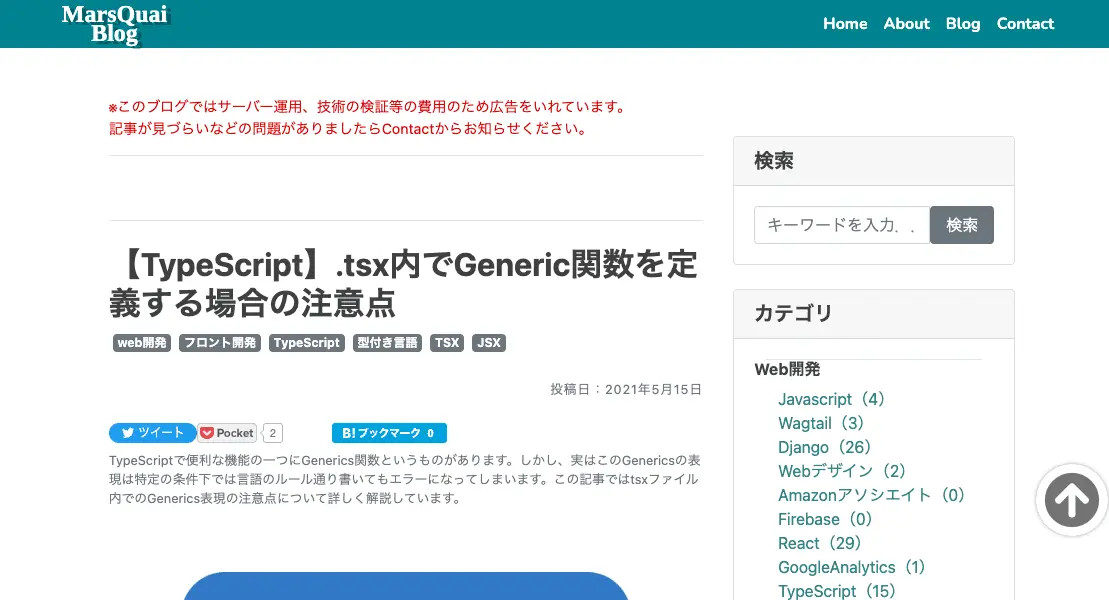 MarsQuai
Blog
Home About Blog Contact
※このブログではサーバー運用、技術の検証等の費用のため広告をいれています。
記事が見づらいなどの問題がありましたらContactからお知らせください。
【TypeScript】.tsx内でGeneric関数を定
義する場合の注意点
web開発 フロント開発 TypeScript 型付き言語 TSX JSX
投稿日：2021年5月15日
ツイート Pocket 2 B!ブックマーク 0
TypeScriptで便利な機能の一つにGenerics関数というものがあります。しかし、実はこのGenericsの表
現は特定の条件下では言語のルール通り書いてもエラーになってしまいます。この記事ではtsxファイル
内でのGenerics表現の注意点について詳しく解説しています。
検索
キーワードを入力. . 検索
カテゴリ
Web開発
Javascript（4）
Wagtail（3）
Django（26）
Webデザイン（2）
Amazonアソシエイト（0）
Firebase（0）
React（29）
GoogleAnalytics（1）
TypeScript（15）